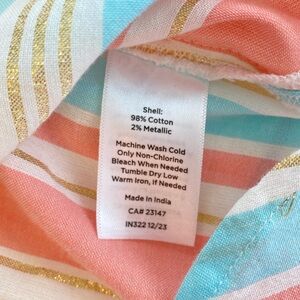 Shell:
98% Cotton
2% Metallic
Machine Wash Cold
Only Non-Chlorine
Bleach When Needed
Tumble Dry Low
Warm Iron, If Needed
Made In India
CA# 23147
IN322 12/23